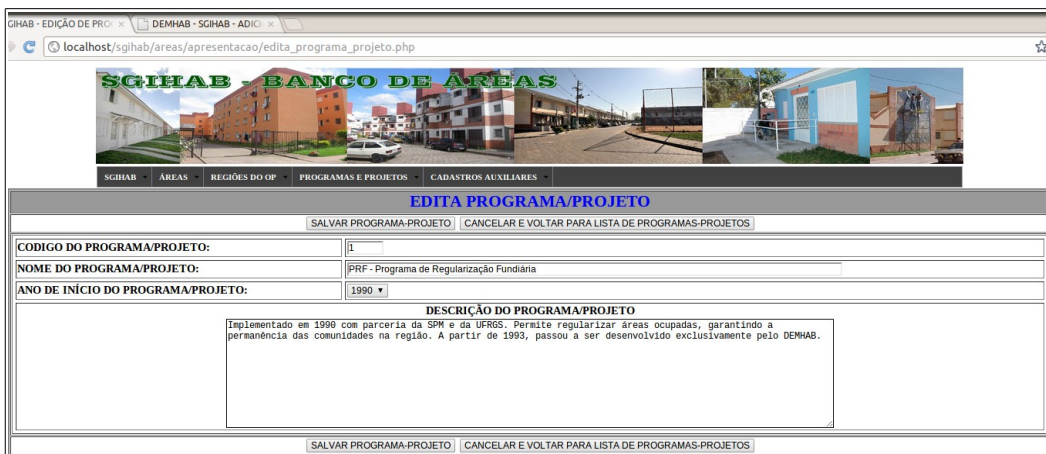 GIHAB - EDIÇÃO DE PRO
DEMHAB - SGIHAB - ADICI
localhost/sgihab/areas/apresentacao/edita_programa_projeto.php
SGIHAB - BANCO DE ÁREAS
SGIHAB
ÁREAS
REGIÕES DO OP
PROGRAMAS E PROJETOS
CADASTROS AUXILIARES
EDITA PROGRAMA/PROJETO
SALVAR PROGRAMA-PROJETO
CANCELAR E VOLTAR PARA LISTA DE PROGRAMAS-PROJETOS
CODIGO DO PROGRAMA/PROJETO:
1
NOME DO PROGRAMA/PROJETO:
PRF - Programa de Regularização Fundiária
ANO DE INÍCIO DO PROGRAMA/PROJETO:
1990
DESCRIÇÃO DO PROGRAMA/PROJETO
Implementado em 1990 com parceria da SPM e da UFRGS. Permite regularizar áreas ocupadas, garantindo a
permanência das comunidades na região. A partir de 1993, passou a ser desenvolvido exclusivamente pelo DEMHAB.
SALVAR PROGRAMA-PROJETO
CANCELAR E VOLTAR PARA LISTA DE PROGRAMAS-PROJETOS